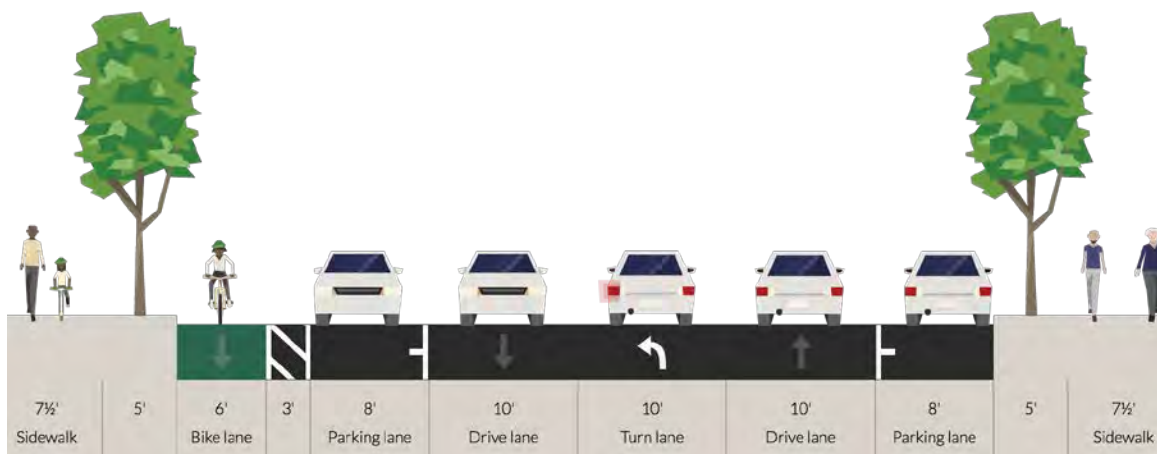 7½' 5' 6' 3' 8' 10' 10' 10' 8' 5' 7½'
Sidewalk Bike lane Parking lane Drive lane Turn lane Drive lane Parking lane Sidewalk